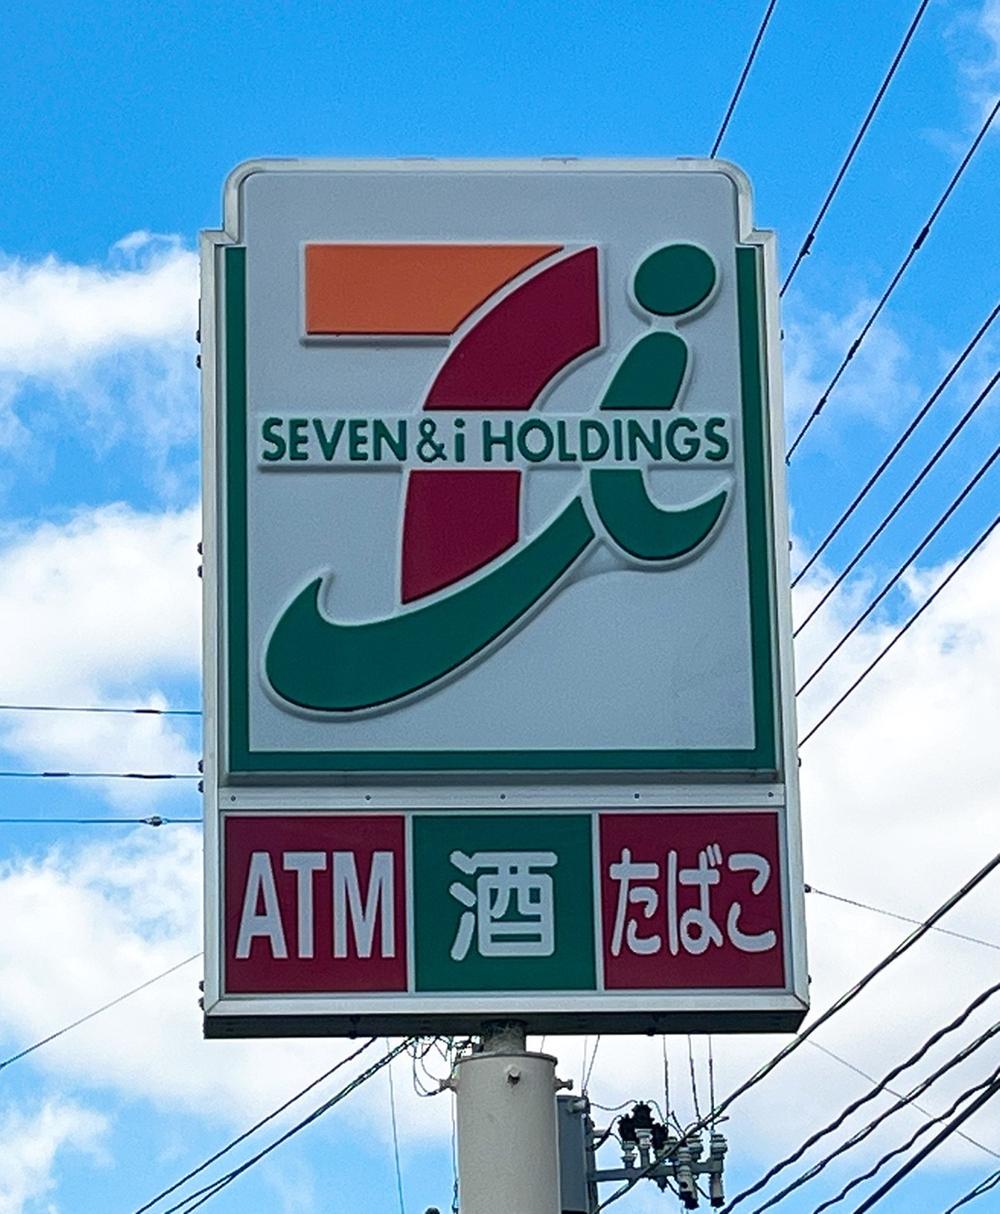 SEVEN&i HOLDINGS
ATM 酒 たばこ